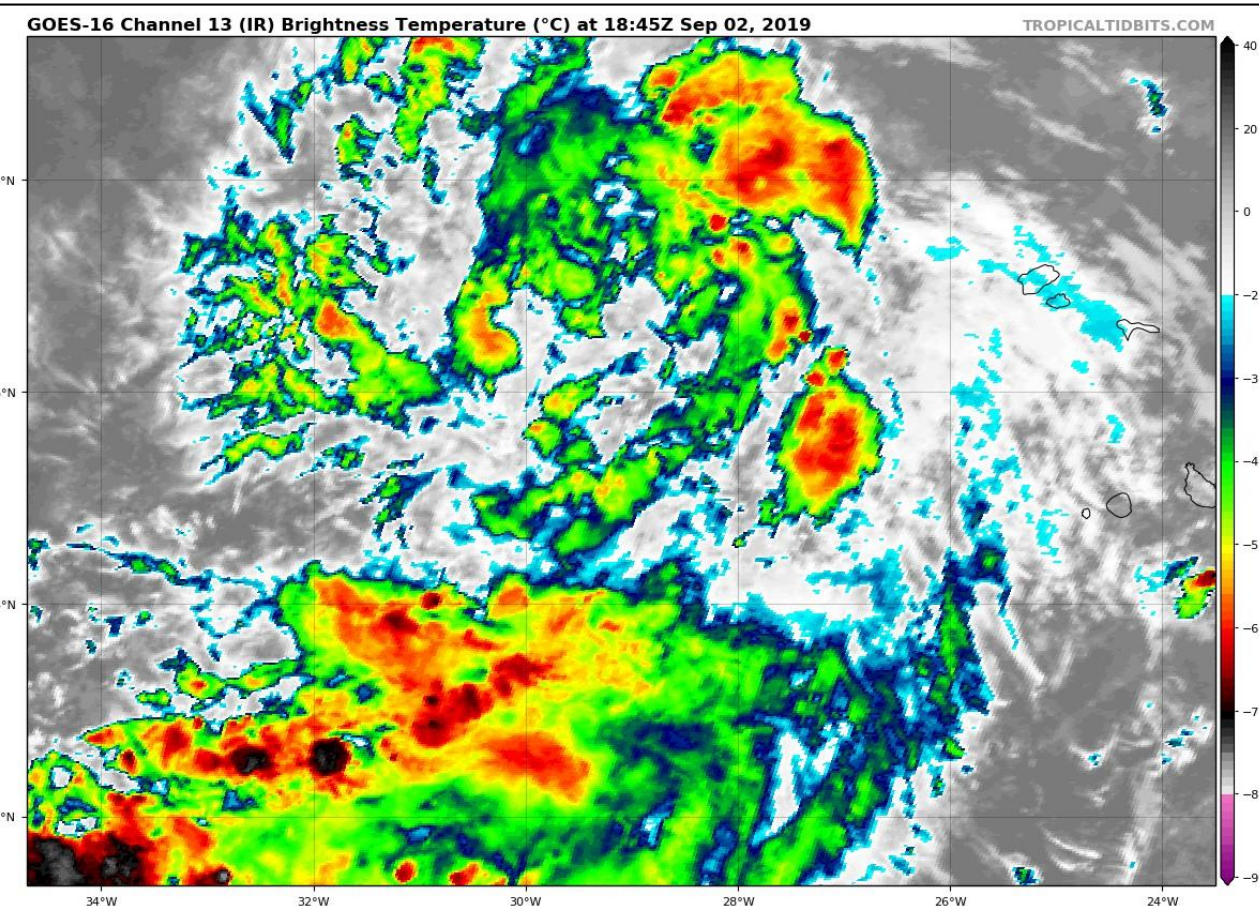 GOES-16 Channel 13 (IR) Brightness Temperature (°C) at 18:45Z Sep 02, 2019
TROPICALTIDBITS.COM
40
20
0
−2
−3
−4
−5
−6
−7
−8
−9
°N
°N
°N
°N
34°W
32°W
30°W
28°W
26°W
24°W